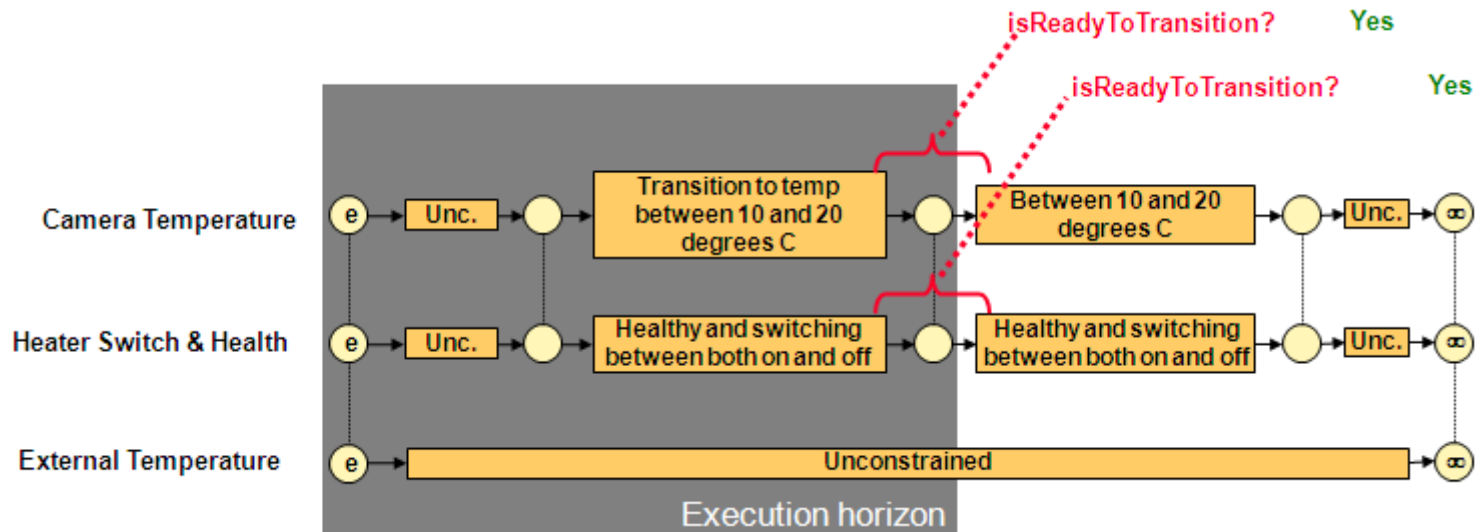 isReadyToTransition? Yes
isReadyToTransition? Yes
Camera Temperature
e
Unc.
Transition to temp
between 10 and 20
degrees C
Between 10 and 20
degrees C
Unc.
∞
Heater Switch & Health
e
Unc.
Healthy and switching
between both on and off
Healthy and switching
between both on and off
Unc.
∞
External Temperature
e
Unconstrained
∞
Execution horizon